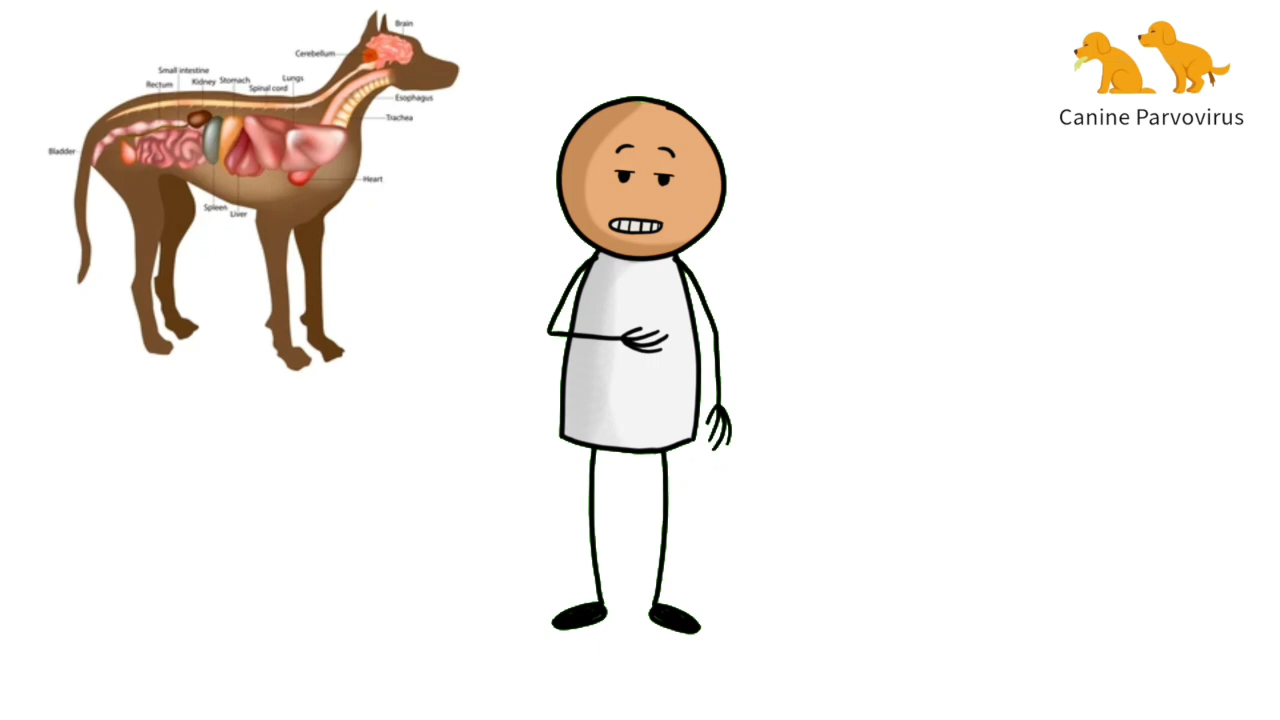 Brain
Cerebellum
Small intestine
Lungs
Rectum
Kidney
Stomach
Spinal cord
Esophagus
Trachea
Bladder
Heart
Spleen
Liver
Canine Parvovirus